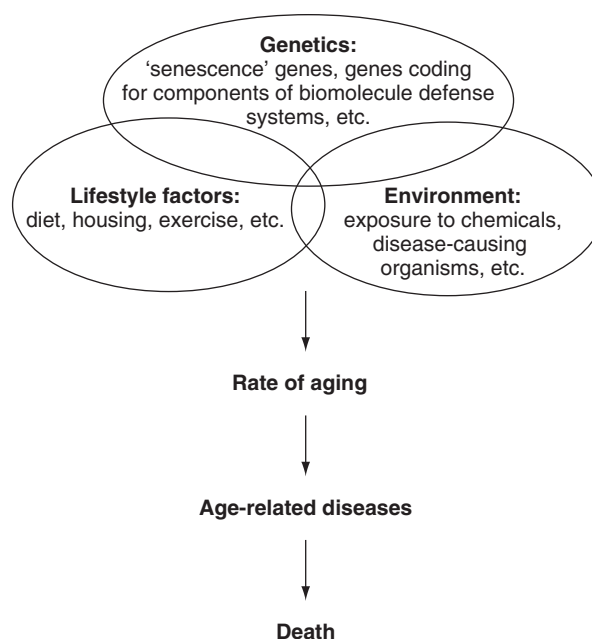 Genetics:
‘senescence’ genes, genes coding
for components of biomolecule defense
systems, etc.
Lifestyle factors:
diet, housing, exercise, etc.
Environment:
exposure to chemicals,
disease-causing
organisms, etc.
Rate of aging
Age-related diseases
Death